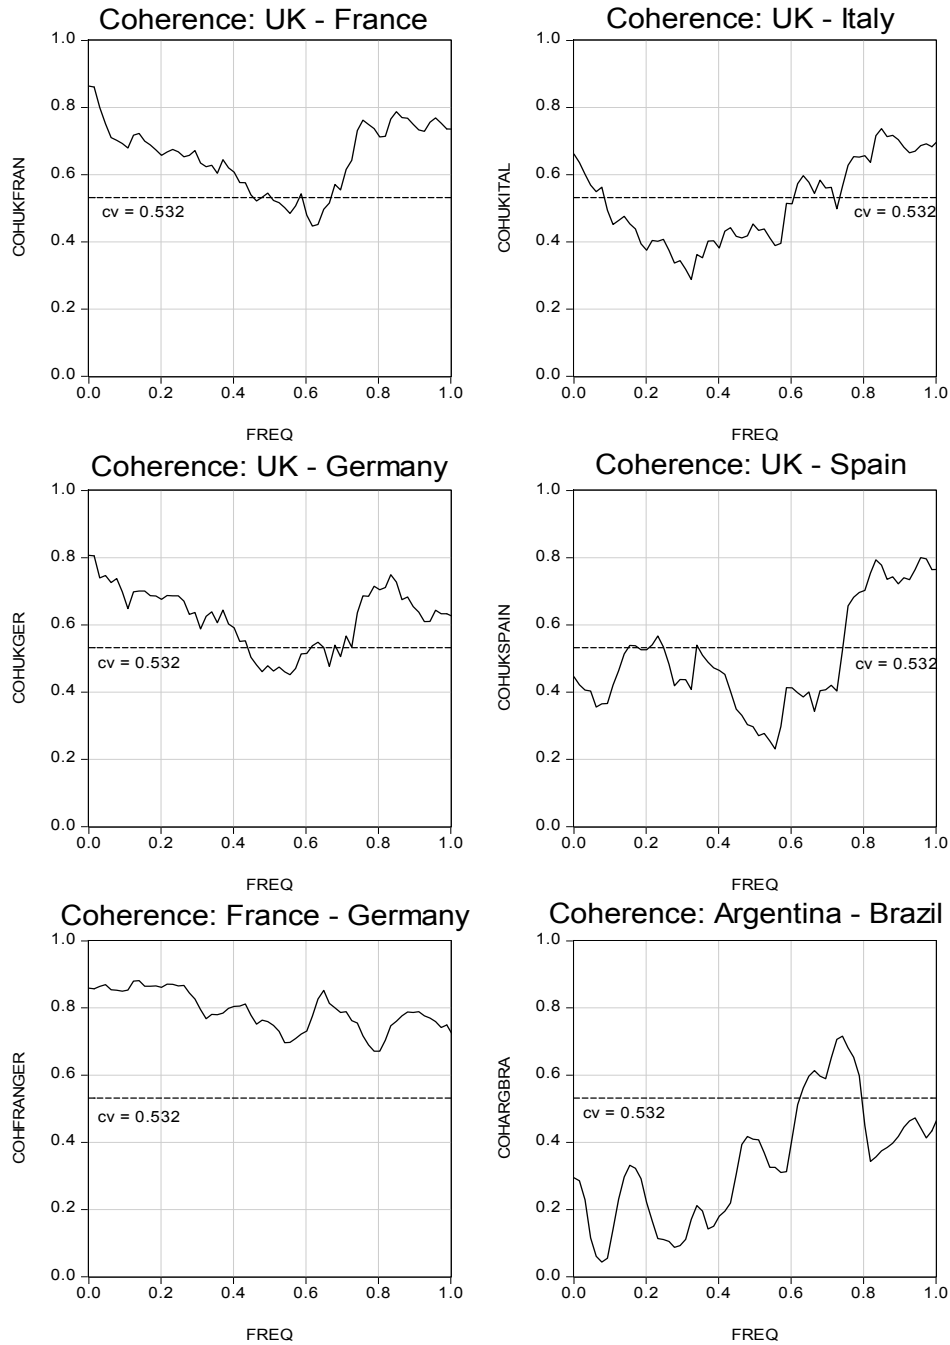 Coherence: UK - France
1.0
0.8
0.6
0.4
0.2
0.0
COHUKFRAN
cv = 0.532
0.0 0.2 0.4 0.6 0.8 1.0
FREQ
Coherence: UK - Italy
1.0
0.8
0.6
0.4
0.2
0.0
COHUKITAL
cv = 0.532
0.0 0.2 0.4 0.6 0.8 1.0
FREQ
Coherence: UK - Germany
1.0
0.8
0.6
0.4
0.2
0.0
COHUKGER
cv = 0.532
0.0 0.2 0.4 0.6 0.8 1.0
FREQ
Coherence: UK - Spain
1.0
0.8
0.6
0.4
0.2
0.0
COHUKSPAIN
cv = 0.532
0.0 0.2 0.4 0.6 0.8 1.0
FREQ
Coherence: France - Germany
1.0
0.8
0.6
0.4
0.2
0.0
COHFRANGER
cv = 0.532
0.0 0.2 0.4 0.6 0.8 1.0
FREQ
Coherence: Argentina - Brazil
1.0
0.8
0.6
0.4
0.2
0.0
COHARGBRA
cv = 0.532
0.0 0.2 0.4 0.6 0.8 1.0
FREQ